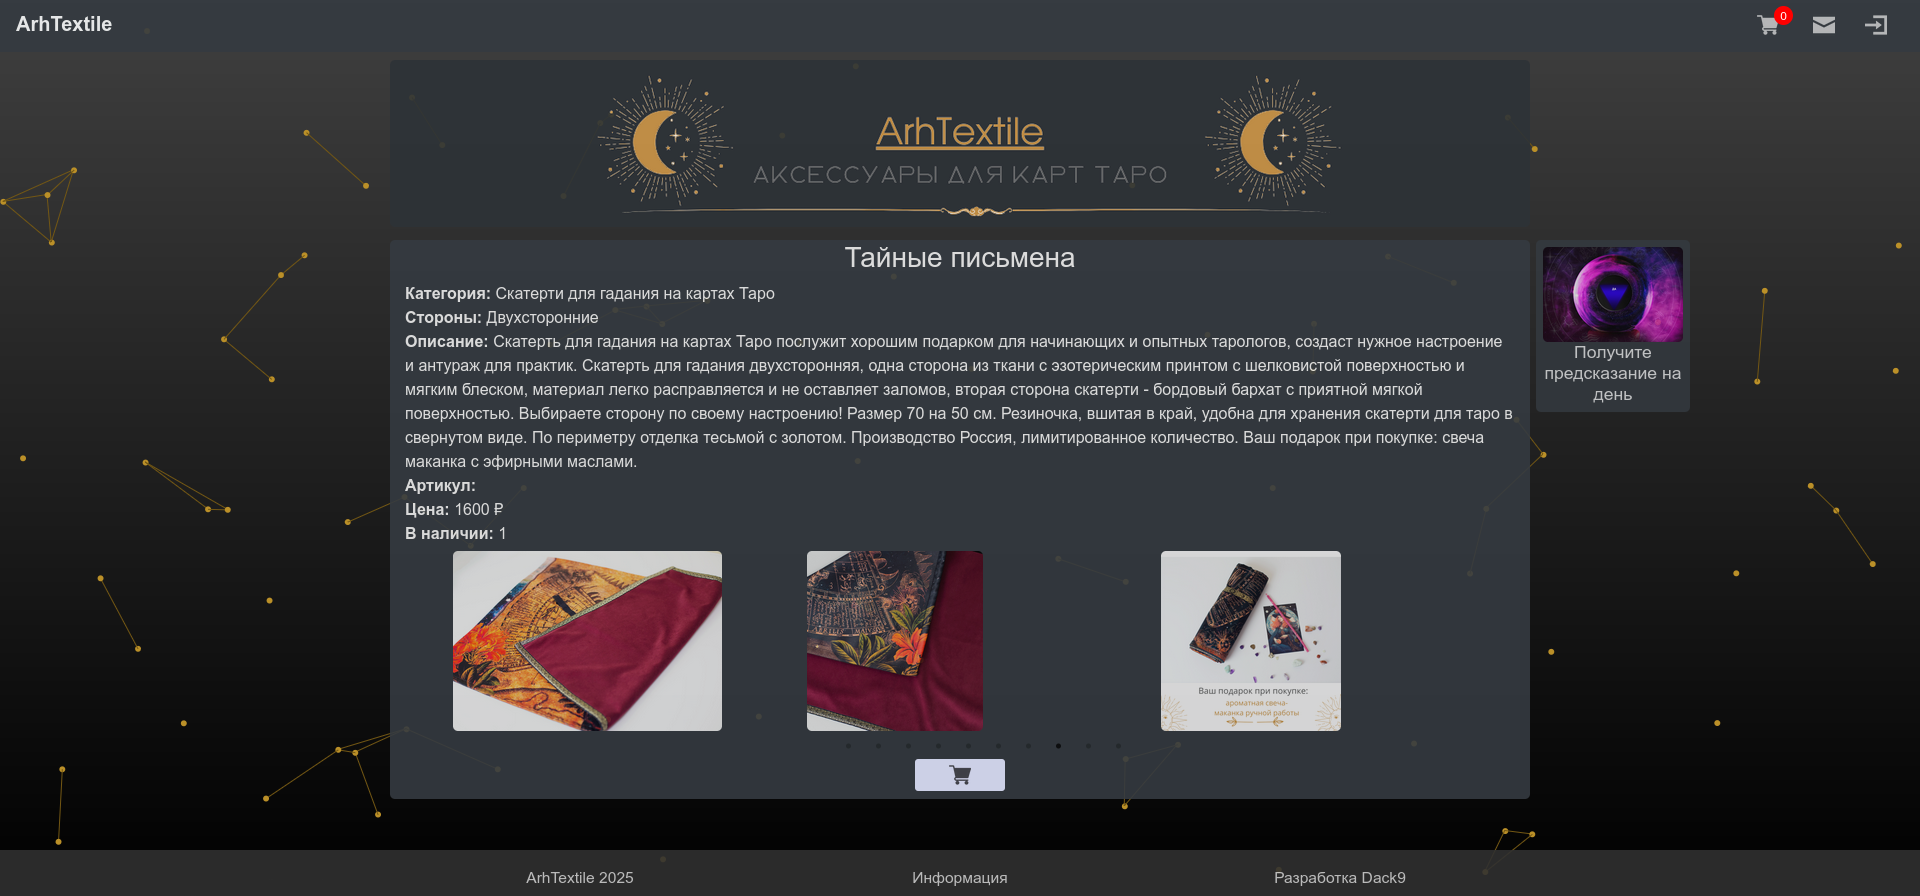 ArhTextile
0
ArhTextile
АКСЕССУАРЫ ДЛЯ КАРТ ТАРО
Тайные письмена
Категория: Скатерти для гадания на картах Таро
Стороны: Двухсторонние
Описание: Скатерть для гадания на картах Таро послужит хорошим подарком для начинающих и опытных тарологов, создаст нужное настроение
и антураж для практик. Скатерть для гадания двухсторонняя, одна сторона из ткани с эзотерическим принтом с шелковистой поверхностью и
мягким блеском, материал легко расправляется и не оставляет заломов, вторая сторона скатерти - бордовый бархат с приятной мягкой
поверхностью. Выбираете сторону по своему настроению! Размер 70 на 50 см. Резиночка, вшитая в край, удобна для хранения скатерти для таро в
свернутом виде. По периметру отделка тесьмой с золотом. Производство Россия, лимитированное количество. Ваш подарок при покупке: свеча
маканка с эфирными маслами.
Артикул:
Цена: 1600 ₽
В наличии: 1
Получите
предсказание на
день
Ваш подарок при покупке:
ароматная свеча-
маканка ручной работы
ArhTextile 2025
Информация
Разработка Dack9